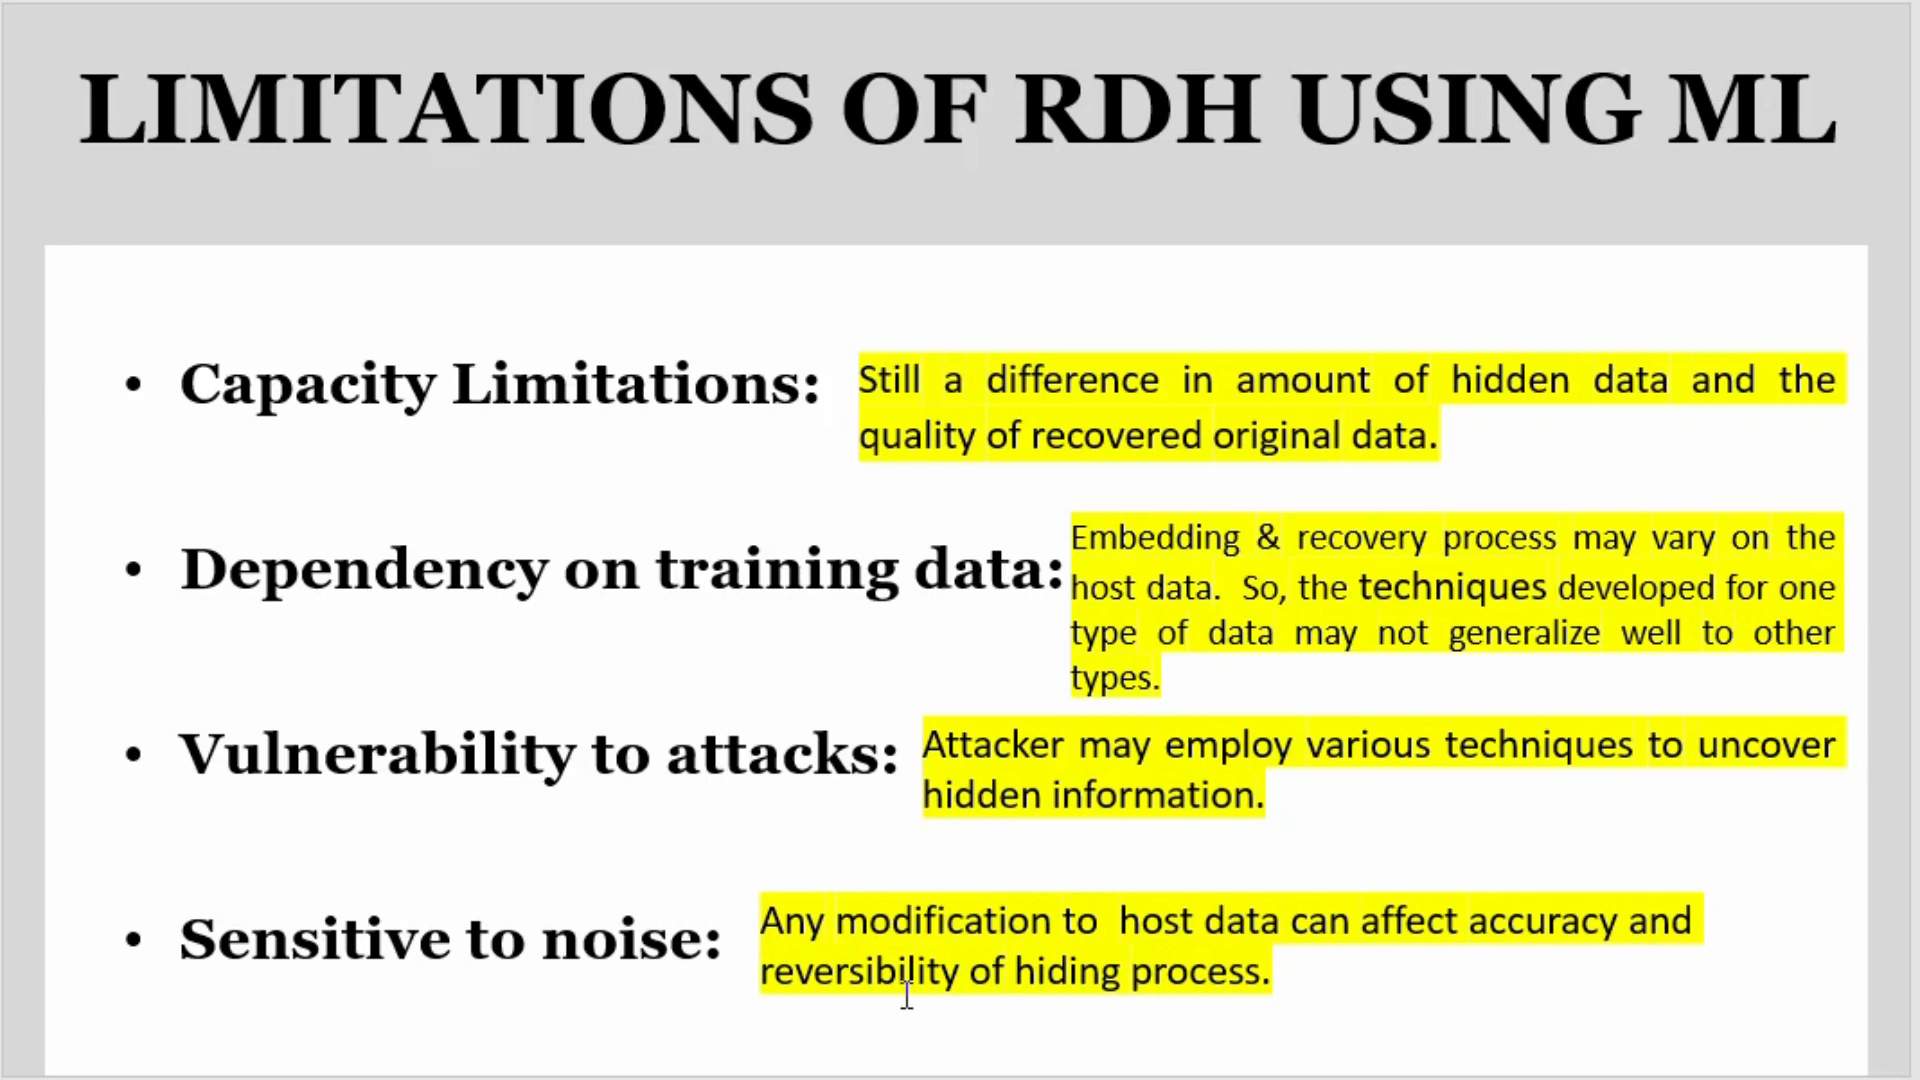 LIMITATIONS OF RDH USING ML
• Capacity Limitations: Still a difference in amount of hidden data and the
quality of recovered original data.
• Dependency on training data: Embedding & recovery process may vary on the
host data. So, the techniques developed for one
type of data may not generalize well to other
types.
• Vulnerability to attacks: Attacker may employ various techniques to uncover
hidden information.
• Sensitive to noise: Any modification to host data can affect accuracy and
reversibility of hiding process.